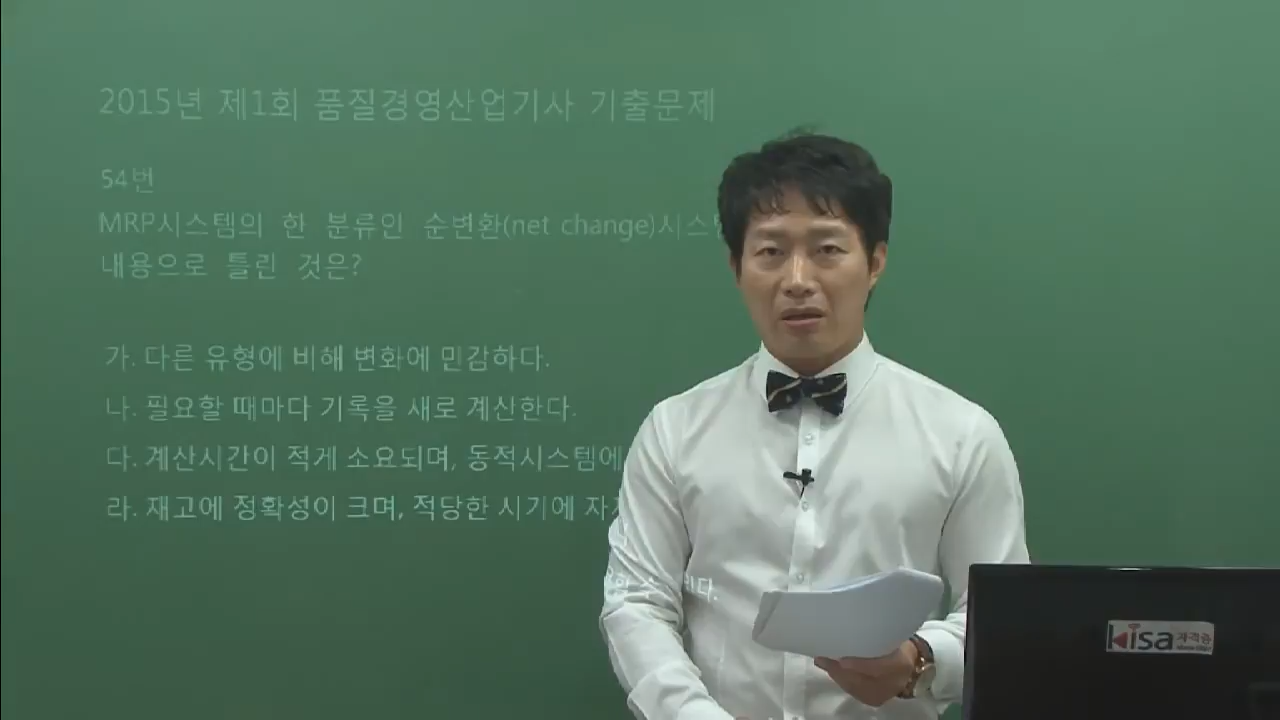 2015년 제1회 품질경영산업기사 기출문제
54번
MRP시스템의 한 분류인 순변환(net change)시스
내용으로 틀린 것은?
가. 다른 유형에 비해 변화에 민감하다.
나. 필요할 때마다 기록을 새로 계산한다.
다. 계산시간이 적게 소요되며, 동적시스템에
라. 재고에 정확성이 크며, 적당한 시기에
kisa 자격증